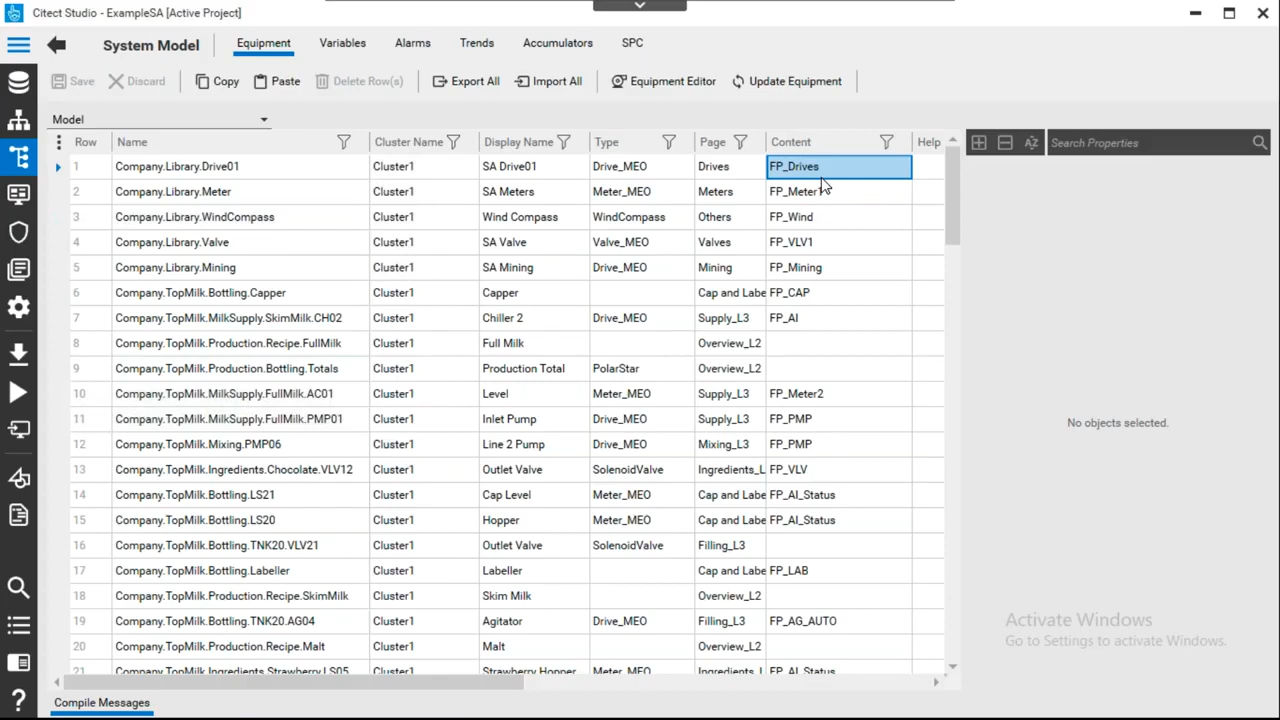 Citect Studio - ExampleSA [Active Project]
System Model Equipment Variables Alarms Trends Accumulators SPC
Save Discard Copy Paste Delete Row(s) Export All Import All Equipment Editor Update Equipment
Model
Row Name Cluster Name Display Name Type Page Content Help
Search Properties
1 Company.Library.Drive01 Cluster1 SA Drive01 Drive_MEO Drives FP_Drives
2 Company.Library.Meter Cluster1 SA Meters Meter_MEO Meters FP_Meter
3 Company.Library.WindCompass Cluster1 Wind Compass WindCompass Others FP_Wind
4 Company.Library.Valve Cluster1 SA Valve Valve_MEO Valves FP_VLV1
5 Company.Library.Mining Cluster1 SA Mining Drive_MEO Mining FP_Mining
6 Company.TopMilk.Bottling.Capper Cluster1 Capper Cap and Labe FP_CAP
7 Company.TopMilk.MilkSupply.SkimMilk.CH02 Cluster1 Chiller 2 Drive_MEO Supply_L3 FP_AI
8 Company.TopMilk.Production.Recipe.FullMilk Cluster1 Full Milk Overview_L2
9 Company.TopMilk.Production.Bottling.Totals Cluster1 Production Total PolarStar Overview_L2
10 Company.TopMilk.MilkSupply.FullMilk.AC01 Cluster1 Level Meter_MEO Supply_L3 FP_Meter2
11 Company.TopMilk.MilkSupply.FullMilk.PMP01 Cluster1 Inlet Pump Drive_MEO Supply_L3 FP_PMP
12 Company.TopMilk.Mixing.PMP06 Cluster1 Line 2 Pump Drive_MEO Mixing_L3 FP_PMP
13 Company.TopMilk.Ingredients.Chocolate.VLV12 Cluster1 Outlet Valve SolenoidValve Ingredients_L FP_VLV
14 Company.TopMilk.Bottling.LS21 Cluster1 Cap Level Meter_MEO Cap and Labe FP_AI_Status
15 Company.TopMilk.Bottling.LS20 Cluster1 Hopper Meter_MEO Cap and Labe FP_AI_Status
16 Company.TopMilk.Bottling.TNK20.VLV21 Cluster1 Outlet Valve SolenoidValve Filling_L3
17 Company.TopMilk.Bottling.Labeller Cluster1 Labeller Cap and Labe FP_LAB
18 Company.TopMilk.Production.Recipe.SkimMilk Cluster1 Skim Milk Overview_L2
19 Company.TopMilk.Bottling.TNK20.AG04 Cluster1 Agitator Drive_MEO Filling_L3 FP_AG_AUTO
20 Company.TopMilk.Production.Recipe.Malt Cluster1 Malt Overview_L2
21 Company.TopMilk.Ingredients.Strawberry.LS05 Cluster1 Strawberry Hopper Meter_MEO Ingredients_L FP_AI_Status
No objects selected.
Activate Windows
Go to Settings to activate Windows.
Compile Messages